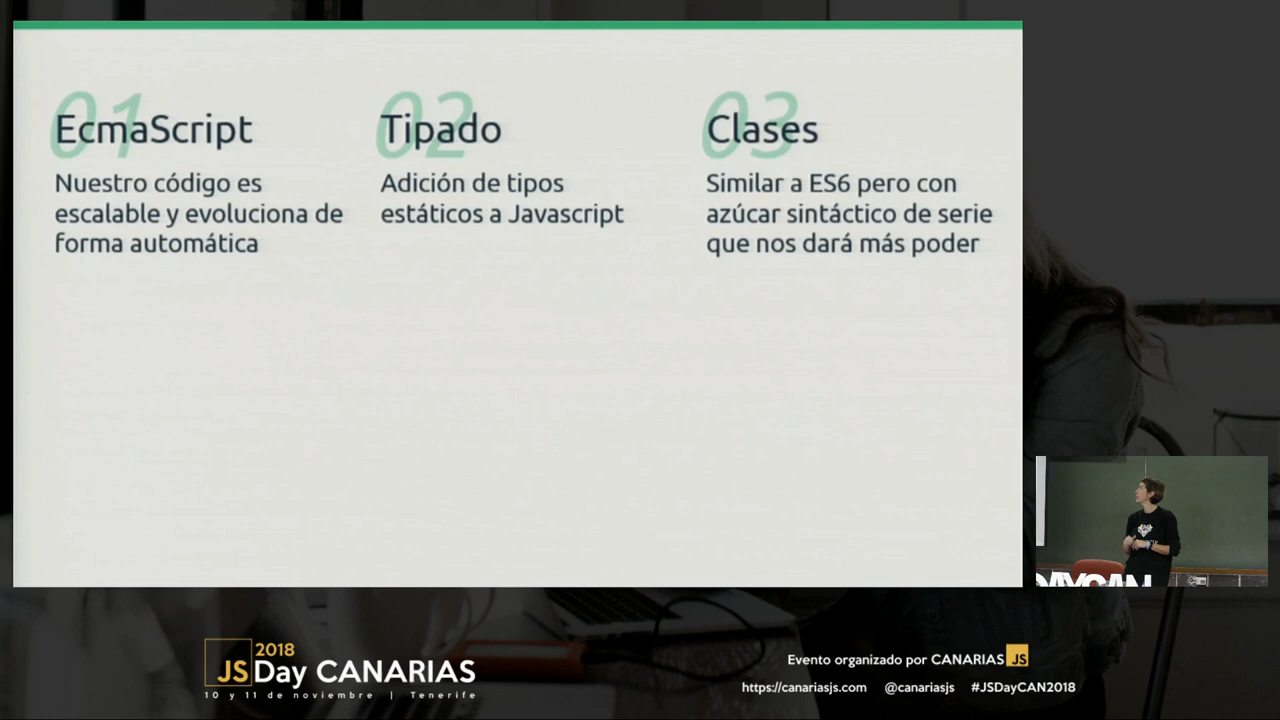 01
EcmaScript
Nuestro código es
escalable y evoluciona de
forma automática
02
Tipado
Adición de tipos
estáticos a Javascript
03
Clases
Similar a ES6 pero con
azúcar sintáctico de serie
que nos dará más poder
DAYCAN
2018
JSDay CANARIAS
10 y 11 de noviembre | Tenerife
Evento organizado por CANARIAS JS
https://canariasjs.com @canariasjs #JSDayCAN2018